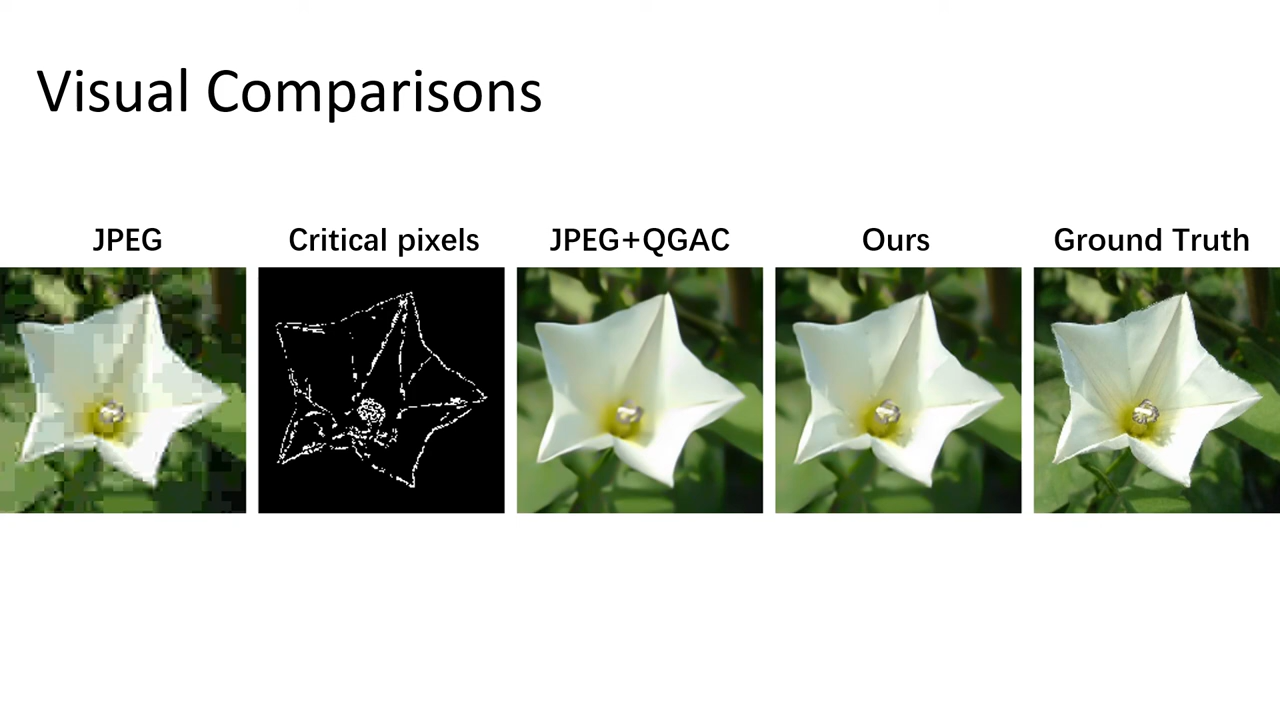 Visual Comparisons
JPEG
Critical pixels
JPEG+QGAC
Ours
Ground Truth